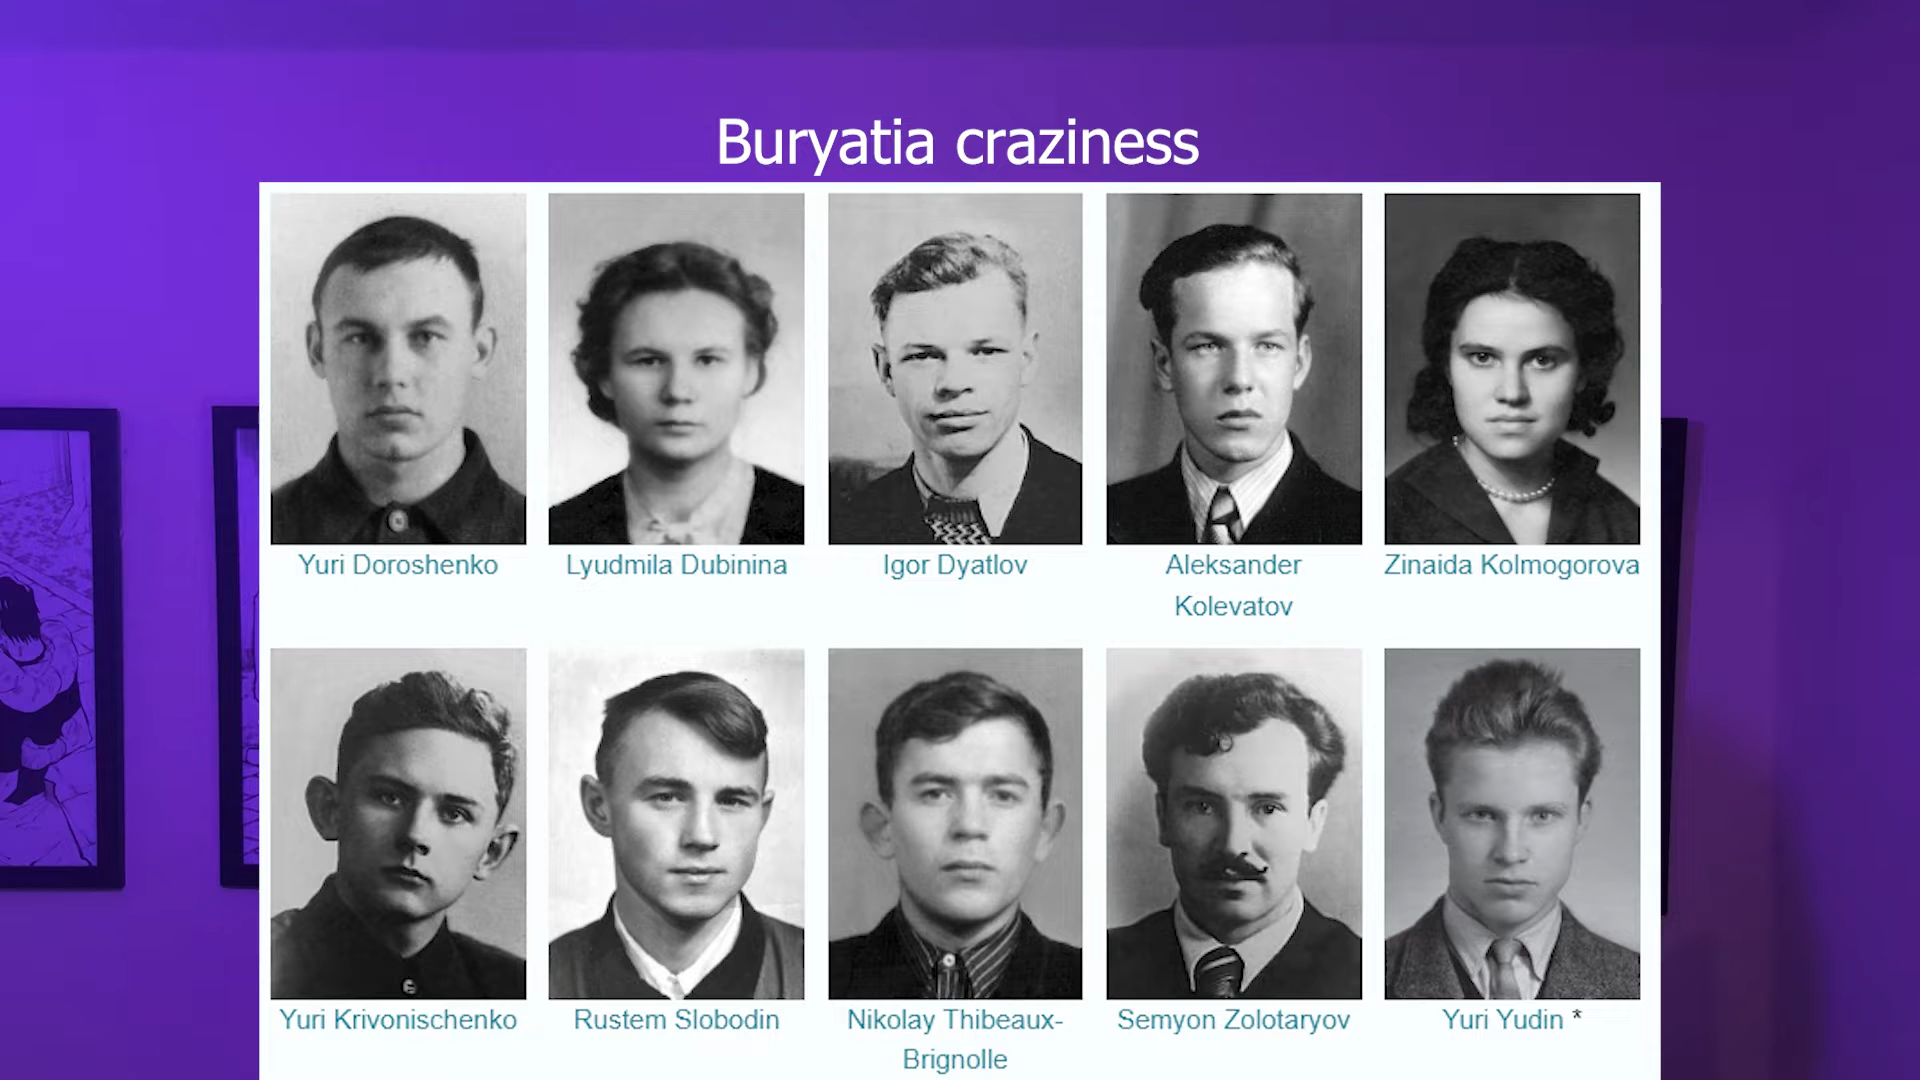 Buryatia craziness
Yuri Doroshenko
Lyudmila Dubinina
Igor Dyatlov
Aleksander
Kolevatov
Zinaida Kolmogorova
Yuri Krivonischenko
Rustem Slobodin
Nikolay Thibeaux-
Brignolle
Semyon Zolotaryov
Yuri Yudin *